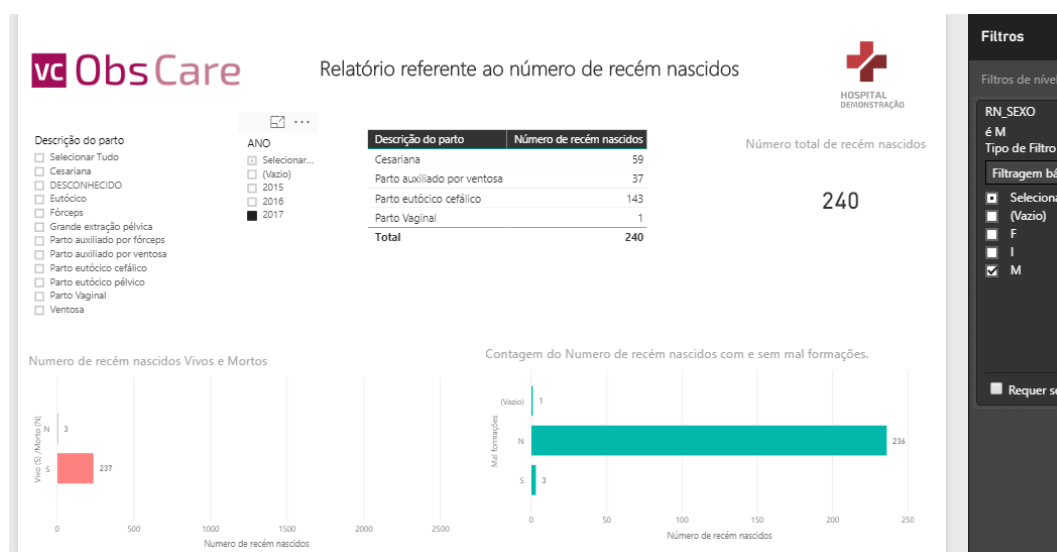 vc ObsCare
Relatório referente ao número de recém nascidos
HOSPITAL
DEMONSTRAÇÃO
Descrição do parto
Selecionar Tudo
Cesariana
DESCONHECIDO
Eutócico
Fórceps
Grande extração pélvica
Parto auxiliado por fórceps
Parto auxiliado por ventosa
Parto eutócico cefálico
Parto eutócico pélvico
Parto Vaginal
Ventosa
ANO
Selecionar...
(Vazio)
2015
2016
2017
Descrição do parto Número de recém nascidos
Cesariana 59
Parto auxiliado por ventosa 37
Parto eutócico cefálico 143
Parto Vaginal 1
Total 240
Número total de recém nascidos
240
Numero de recém nascidos Vivos e Mortos
Vivo (S) /Morto (N)
N 3
S 237
0 500 1000 1500 2000 2500
Numero de recém nascidos
Contagem do Numero de recém nascidos com e sem mal formações.
Mal formações
(Vazio) 1
N 236
S 3
0 50 100 150 200 250
Número de recém nascidos
Filtros
Filtros de níve
RN_SEXO
é M
Tipo de Filtro
Filtragem bá
Seleciona
(Vazio)
F
I
M
Requer se